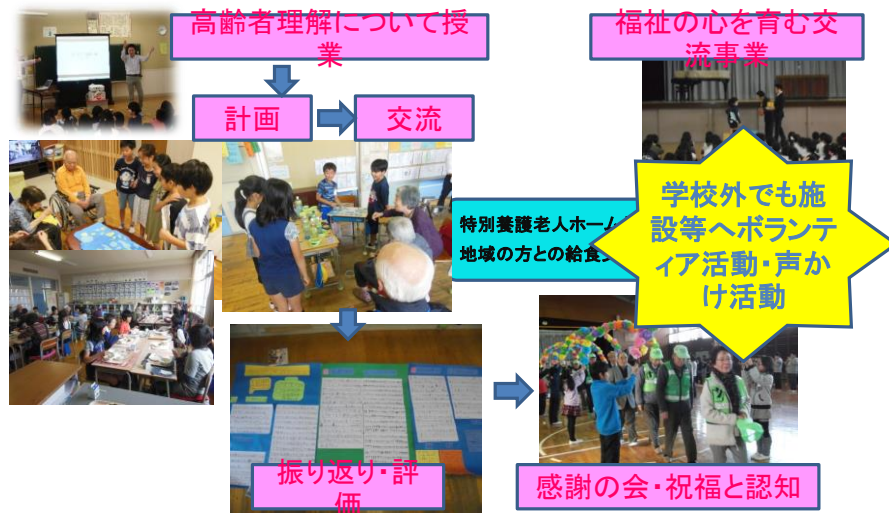 高齢者理解について授
業
福祉の心を育む交
流事業
計画
交流
特別養護老人ホーム
地域の方との給食
学校外でも施
設等へボランテ
ィア活動・声か
け活動
振り返り・評
価
感謝の会・祝福と認知